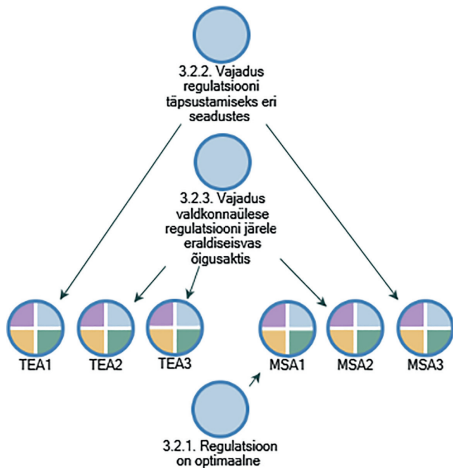 3.2.2. Vajadus
regulatsiooni
täpsustamiseks eri
seadustes
3.2.3. Vajadus
valdkonnaülese
regulatsiooni järele
eraldiseisvas
õigusaktis
TEA1
TEA2
TEA3
MSA1
MSA2
MSA3
3.2.1. Regulatsioon
on optimaalne